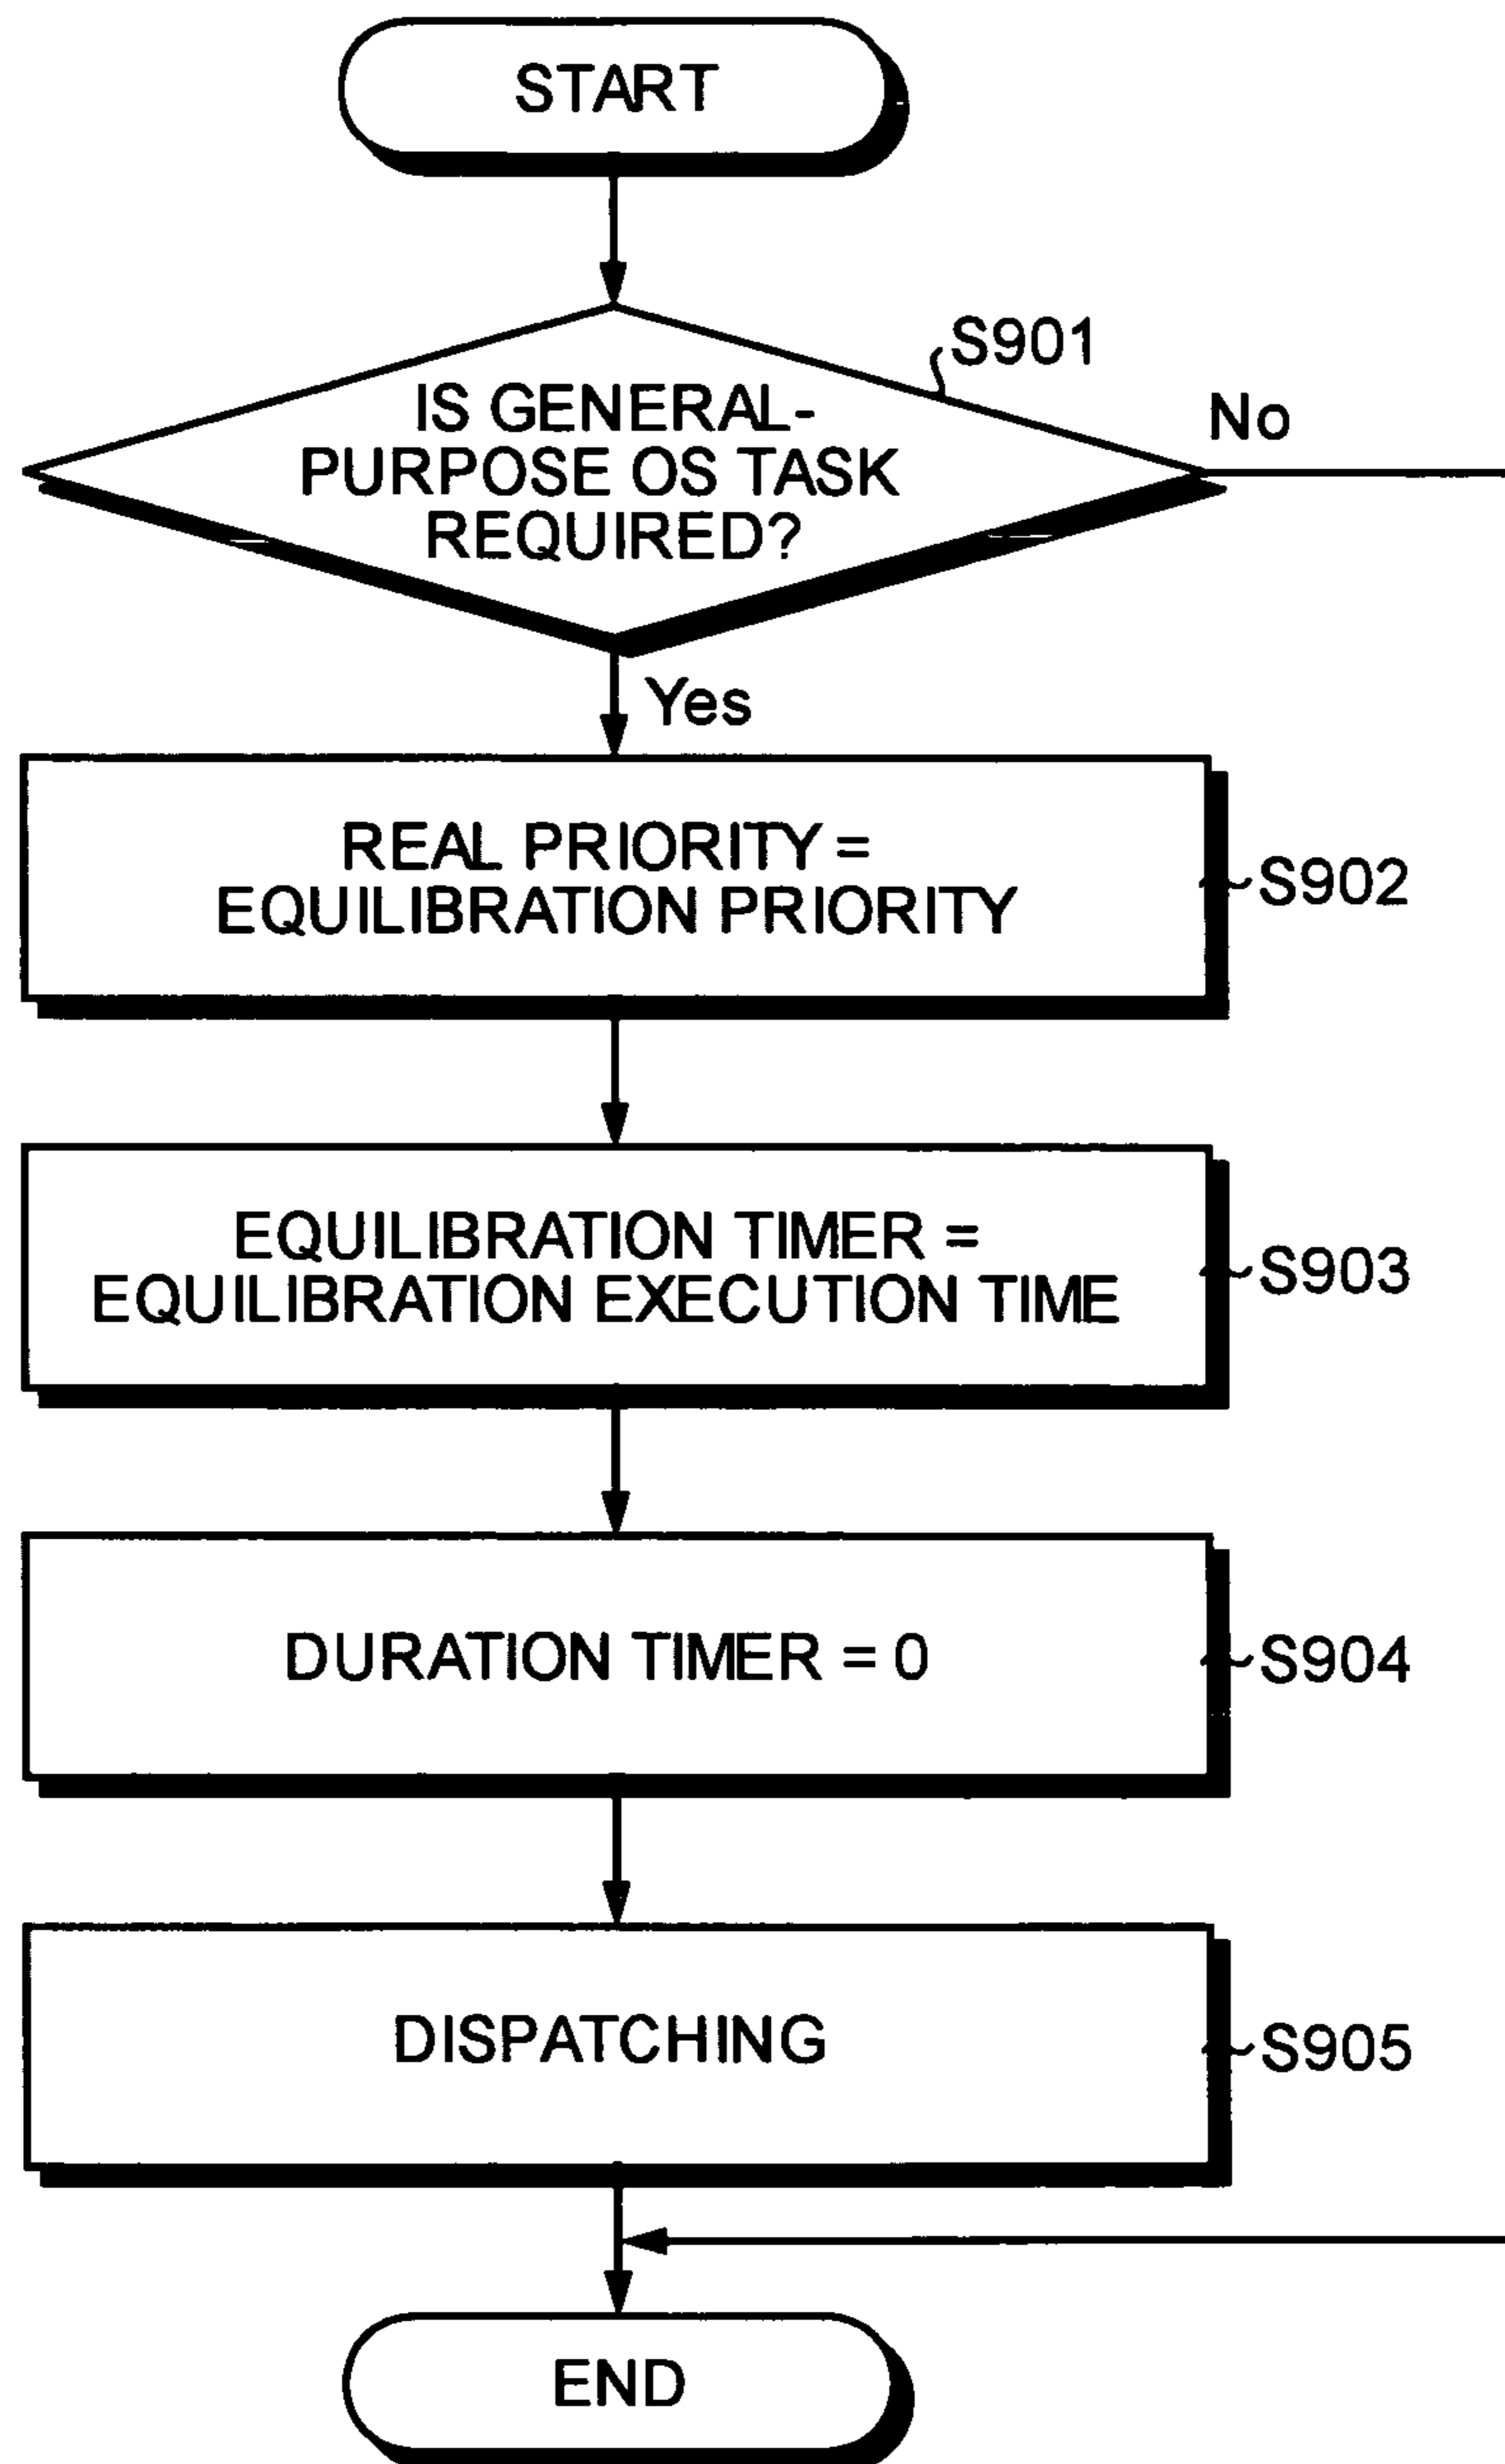 START
S901
IS GENERAL-
PURPOSE OS TASK
REQUIRED?
No
Yes
REAL PRIORITY =
EQUILIBRATION PRIORITY
S902
EQUILIBRATION TIMER =
EQUILIBRATION EXECUTION TIME
S903
DURATION TIMER = 0
S904
DISPATCHING
S905
END